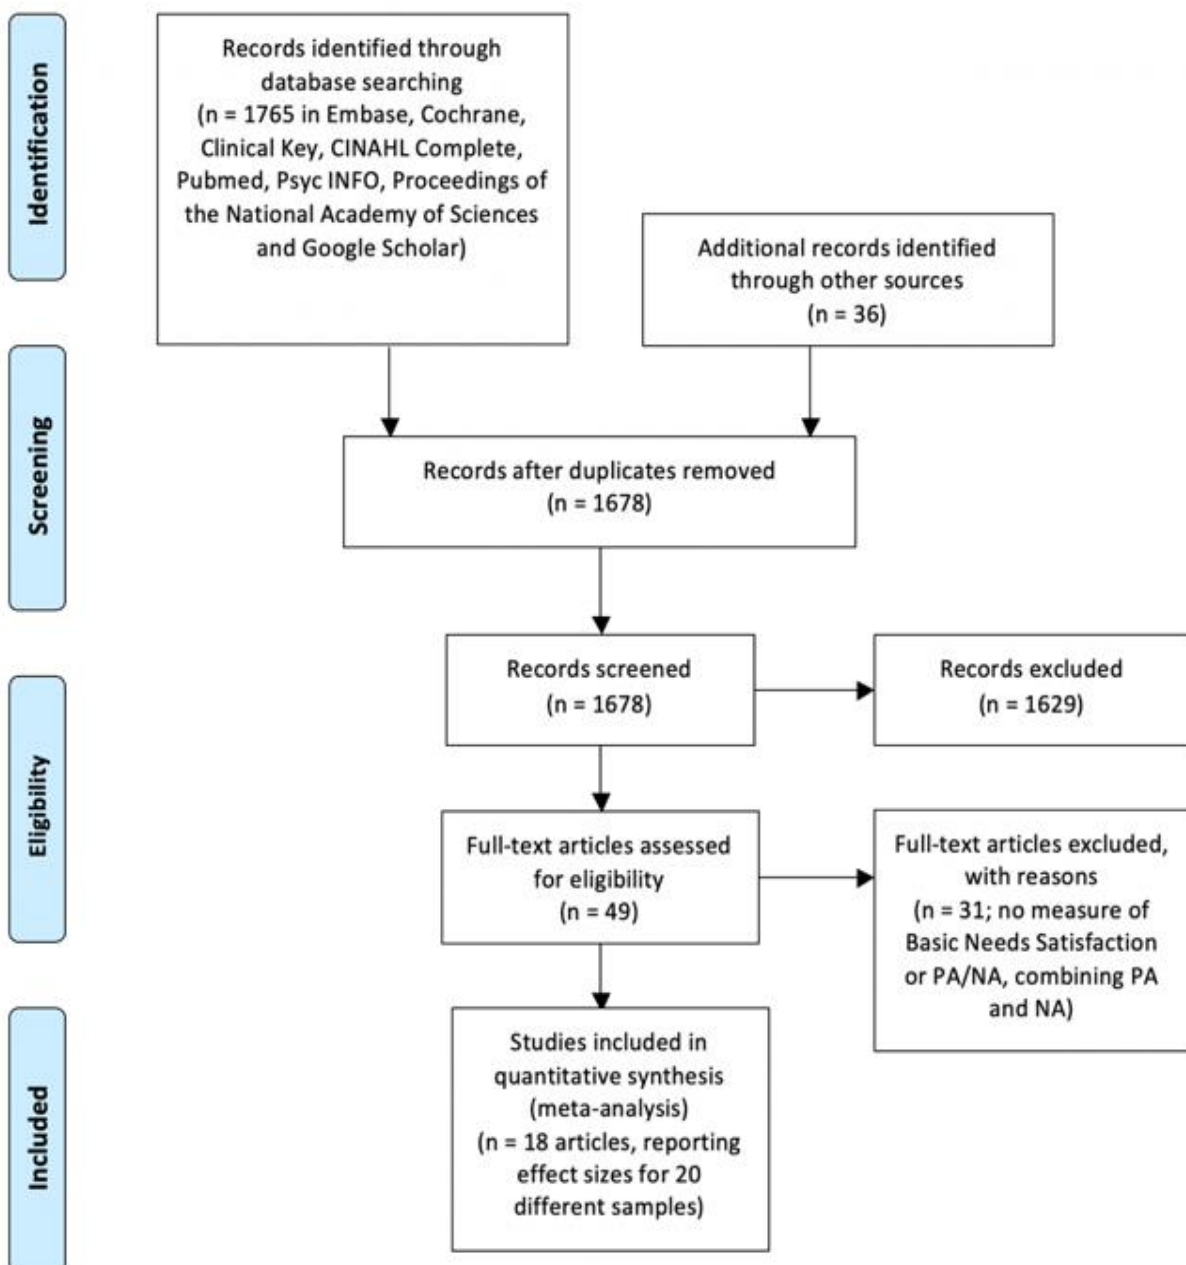 Identification
Records identified through
database searching
(n = 1765 in Embase, Cochrane,
Clinical Key, CINAHL Complete,
Pubmed, Psyc INFO, Proceedings of
the National Academy of Sciences
and Google Scholar)
Additional records identified
through other sources
(n = 36)
Screening
Records after duplicates removed
(n = 1678)
Records screened
(n = 1678)
Records excluded
(n = 1629)
Eligibility
Full-text articles assessed
for eligibility
(n = 49)
Full-text articles excluded,
with reasons
(n = 31; no measure of
Basic Needs Satisfaction
or PA/NA, combining PA
and NA)
Included
Studies included in
quantitative synthesis
(meta-analysis)
(n = 18 articles, reporting
effect sizes for 20
different samples)